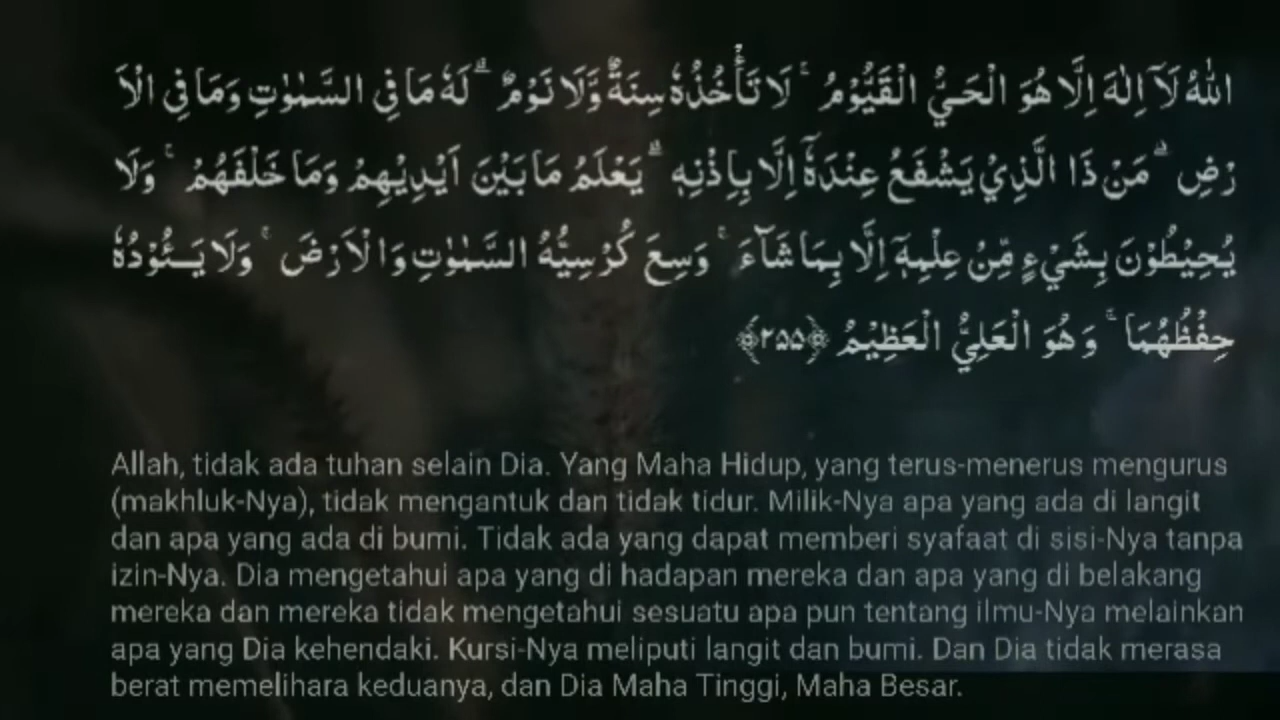 اللّٰهُ لَآ اِلٰهَ اِلَّا هُوَ الْحَيُّ الْقَيُّوْمُ ۚ لَا تَأْخُذُهٗ سِنَةٌ وَّلَا نَوْمٌ ۗ لَهٗ مَا فِى السَّمٰوٰتِ وَمَا فِى الْاَ
رْضِ ۗ مَنْ ذَا الَّذِيْ يَشْفَعُ عِنْدَهٗٓ اِلَّا بِاِذْنِهٖ ۗ يَعْلَمُ مَا بَيْنَ اَيْدِيْهِمْ وَمَا خَلْفَهُمْ ۚ وَلَا
يُحِيْطُوْنَ بِشَيْءٍ مِّنْ عِلْمِهٖٓ اِلَّا بِمَا شَآءَ ۚ وَسِعَ كُرْسِيُّهُ السَّمٰوٰتِ وَالْاَرْضَ ۚ وَلَا يَــئُوْدُهٗ
حِفْظُهُمَا ۚ وَهُوَ الْعَلِيُّ الْعَظِيْمُ ﴿٢٥٥﴾
Allah, tidak ada tuhan selain Dia. Yang Maha Hidup, yang terus-menerus mengurus
(makhluk-Nya), tidak mengantuk dan tidak tidur. Milik-Nya apa yang ada di langit
dan apa yang ada di bumi. Tidak ada yang dapat memberi syafaat di sisi-Nya tanpa
izin-Nya. Dia mengetahui apa yang di hadapan mereka dan apa yang di belakang
mereka dan mereka tidak mengetahui sesuatu apa pun tentang ilmu-Nya melainkan
apa yang Dia kehendaki. Kursi-Nya meliputi langit dan bumi. Dan Dia tidak merasa
berat memelihara keduanya, dan Dia Maha Tinggi, Maha Besar.